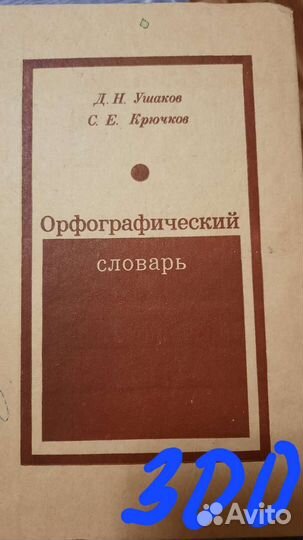 Д. Н. Ушаков
С. Е. Крючков
Орфографический
словарь
300
Avito